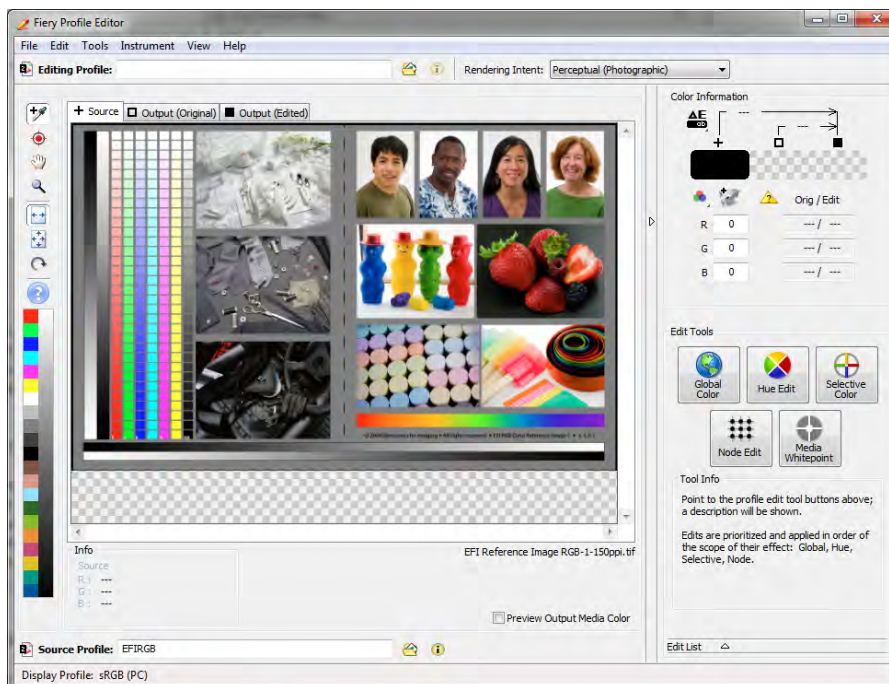 Fiery Profile Editor
File Edit Tools Instrument View Help
Editing Profile: Rendering Intent: Perceptual (Photographic)
+ Source Output (Original) Output (Edited)
Color Information
ΔE
---
---
Orig / Edit
R 0 --- / ---
G 0 --- / ---
B 0 --- / ---
Edit Tools
Global Color
Hue Edit
Selective Color
Node Edit
Media Whitepoint
Tool Info
Point to the profile edit tool buttons above; a description will be shown.
Edits are prioritized and applied in order of the scope of their effect: Global, Hue, Selective, Node.
Info
Source
R : ---
G : ---
B : ---
EFI Reference Image RGB-1-150ppi.tif
Preview Output Media Color
Source Profile: EFIRGB
Edit List
Display Profile: sRGB (PC)